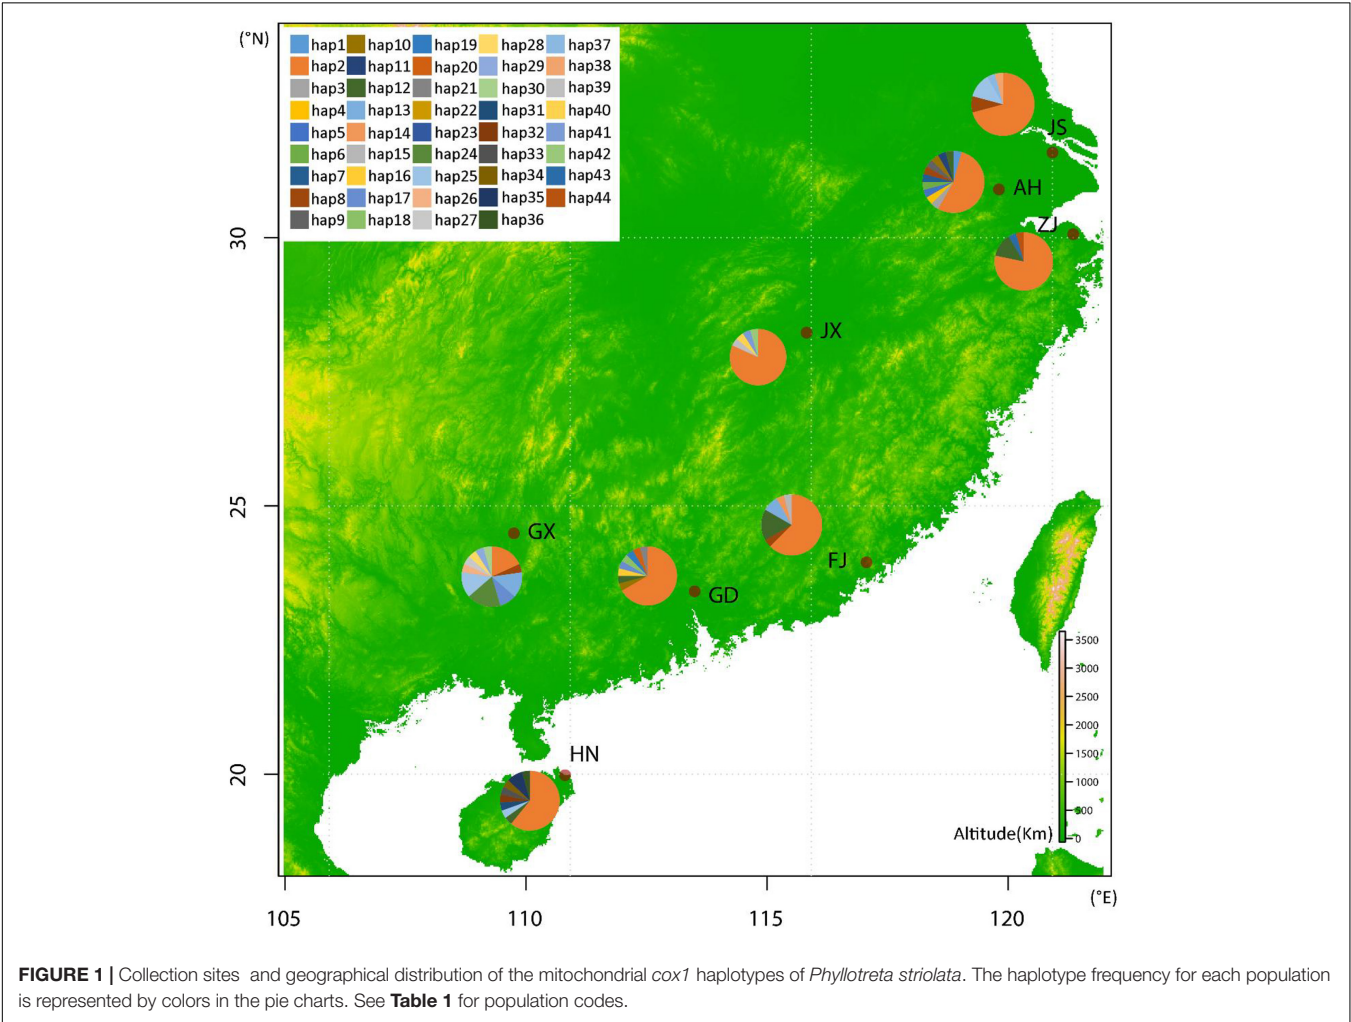 (°N)
hap1 hap10 hap19 hap28 hap37
hap2 hap11 hap20 hap29 hap38
hap3 hap12 hap21 hap30 hap39
hap4 hap13 hap22 hap31 hap40
hap5 hap14 hap23 hap32 hap41
hap6 hap15 hap24 hap33 hap42
hap7 hap16 hap25 hap34 hap43
hap8 hap17 hap26 hap35 hap44
hap9 hap18 hap27 hap36
JS
AH
ZJ
30
JX
25
GX
FJ
GD
3500
3000
2500
2000
1500
1000
500
0
HN
20
Altitude(Km)
(°E)
105 110 115 120
FIGURE 1 | Collection sites and geographical distribution of the mitochondrial cox1 haplotypes of Phyllotreta striolata. The haplotype frequency for each population
is represented by colors in the pie charts. See Table 1 for population codes.